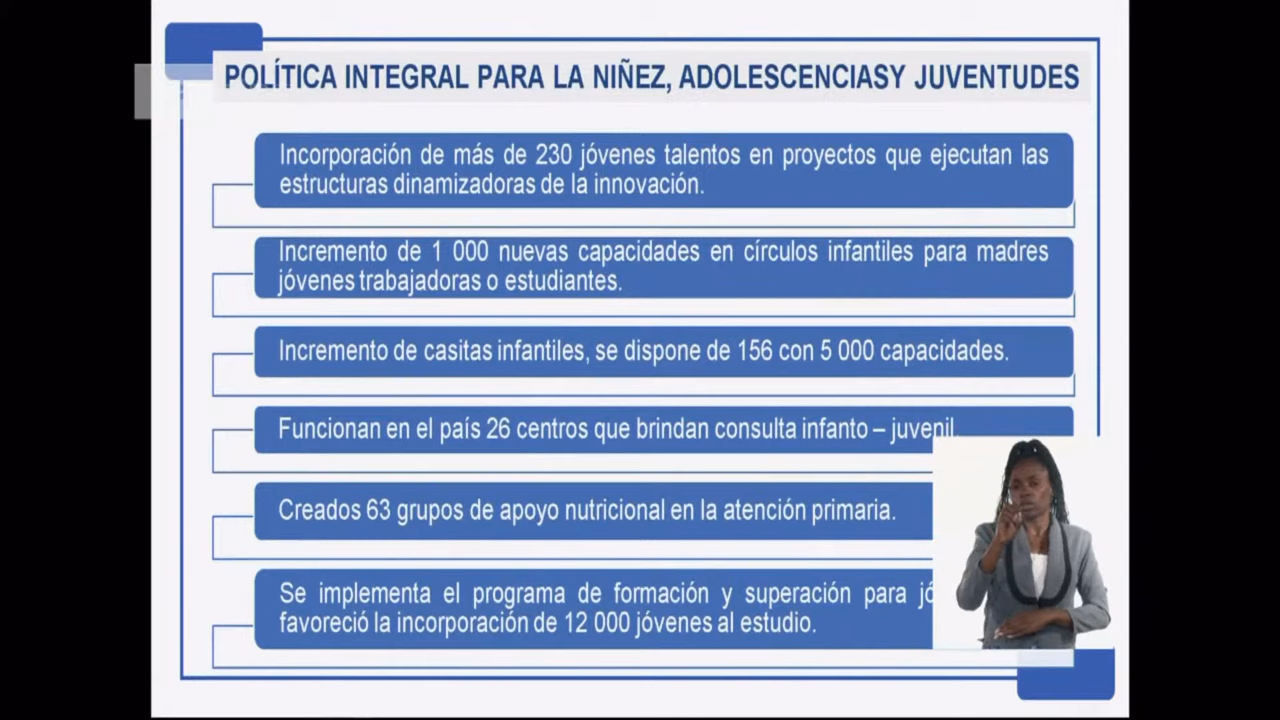 POLÍTICA INTEGRAL PARA LA NIÑEZ, ADOLESCENCIASY JUVENTUDES
Incorporación de más de 230 jóvenes talentos en proyectos que ejecutan las
estructuras dinamizadoras de la innovación.
Incremento de 1 000 nuevas capacidades en círculos infantiles para madres
jóvenes trabajadoras o estudiantes.
Incremento de casitas infantiles, se dispone de 156 con 5 000 capacidades.
Funcionan en el país 26 centros que brindan consulta infanto – juvenil.
Creados 63 grupos de apoyo nutricional en la atención primaria.
Se implementa el programa de formación y superación para
favoreció la incorporación de 12 000 jóvenes al estudio.